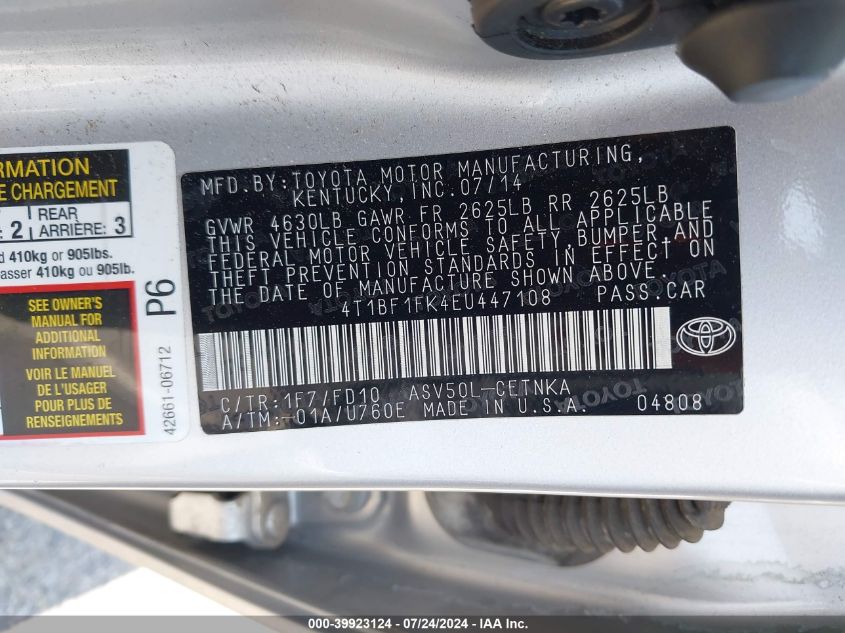 RMATION
E CHARGEMENT
2 REAR ARRIÈRE: 3
d 410kg or 905lbs.
asser 410kg ou 905lb.
SEE OWNER'S
MANUAL FOR
ADDITIONAL
INFORMATION
VOIR LE MANUEL
DE L'USAGER
POUR PLUS DE
RENSEIGNEMENTS
P6
42661-06712
MFD.BY:TOYOTA MOTOR MANUFACTURING,
KENTUCKY,INC.07/14
GVWR 4630LB GAWR FR 2625LB RR 2625LB
THIS VEHICLE CONFORMS TO ALL APPLICABLE
FEDERAL MOTOR VEHICLE SAFETY,BUMPER,AND
THEFT PREVENTION STANDARDS IN EFFECT ON
THE DATE OF MANUFACTURE SHOWN ABOVE.
4T1BF1FK4EU447108 PASS.CAR
C/TR:1F7/FD10 ASV50L-CETNKA
A/TM:-01A/U760E MADE IN U.S.A. 04808
000-39923124 / 07/24/2024 - IAA Inc.